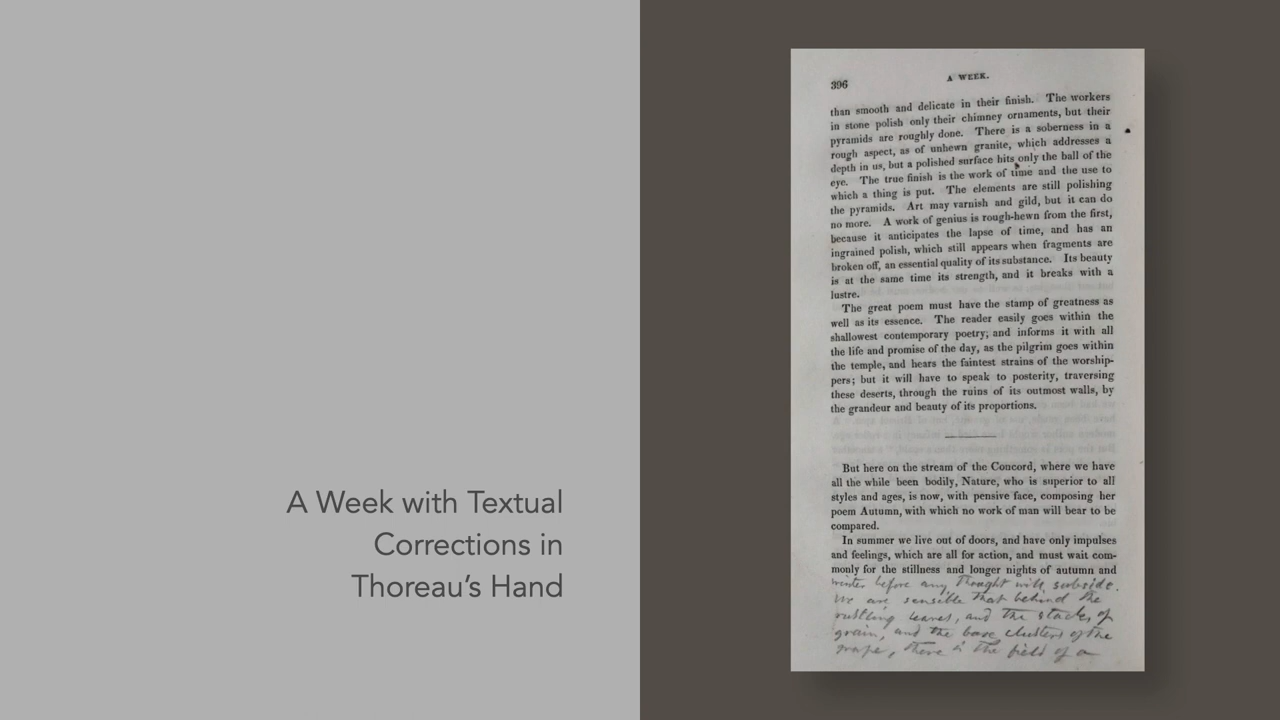 A Week with Textual
Corrections in
Thoreau’s Hand
396
A WEEK.
than smooth and delicate in their finish. The workers
in stone polish only their chimney ornaments, but their
pyramids are roughly done. There is a soberness in a
rough aspect, as of unhewn granite, which addresses a
depth in us, but a polished surface hits only the ball of the
eye. The true finish is the work of time and the use to
which a thing is put. The elements are still polishing
the pyramids. Art may varnish and gild, but it can do
no more. A work of genius is rough-hewn from the first,
because it anticipates the lapse of time, and has an
ingrained polish, which still appears when fragments are
broken off, an essential quality of its substance. Its beauty
is at the same time its strength, and it breaks with a
lustre.
The great poem must have the stamp of greatness as
well as its essence. The reader easily goes within the
shallowest contemporary poetry, and informs it with all
the life and promise of the day, as the pilgrim goes within
the temple, and hears the faintest strains of the worship-
pers; but it will have to speak to posterity, traversing
these deserts, through the ruins of its outmost walls, by
the grandeur and beauty of its proportions.
But here on the stream of the Concord, where we have
all the while been bodily, Nature, who is superior to all
styles and ages, is now, with pensive face, composing her
poem Autumn, with which no work of man will bear to be
compared.
In summer we live out of doors, and have only impulses
and feelings, which are all for action, and must wait com-
monly for the stillness and longer nights of autumn and
winter before any thought will subside.
We are sensible that behind the
rustling leaves, and the stacks of
grain, and the bare clusters of the
grape, there is the field of a